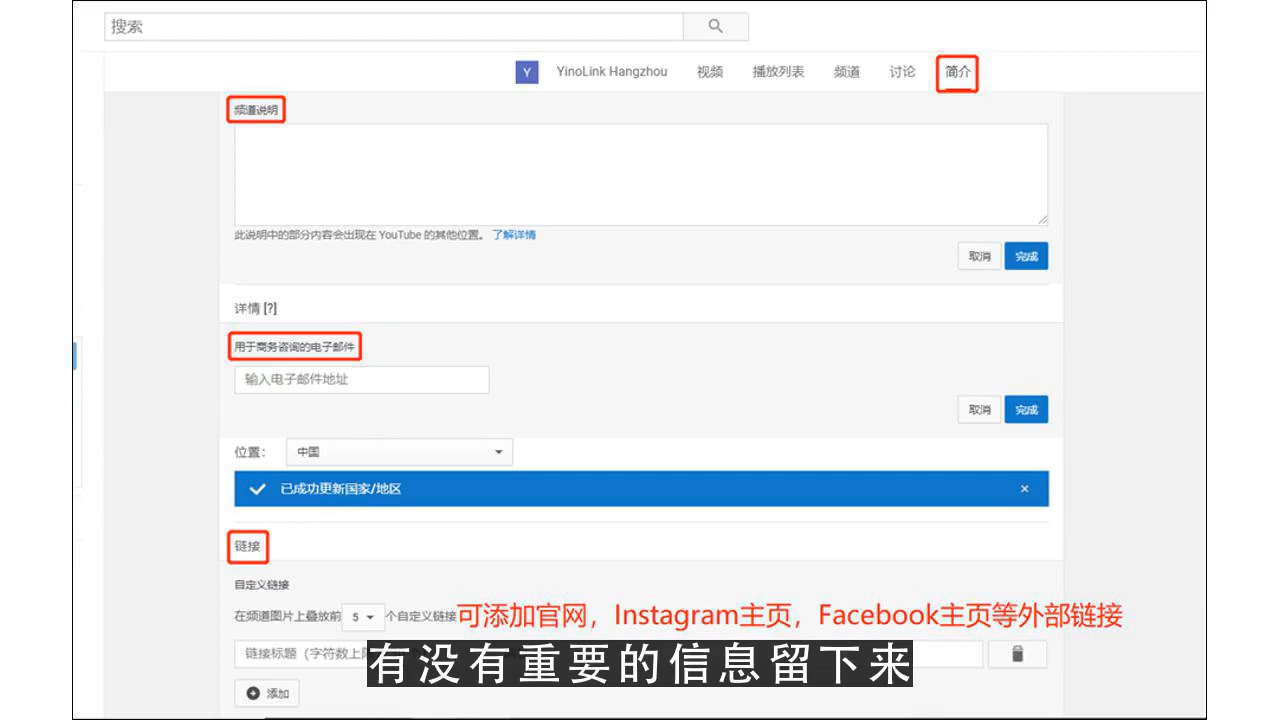 搜索
Y YinoLink Hangzhou 视频 播放列表 频道 讨论 简介
频道说明
此说明中的部分内容会出现在 YouTube 的其他位置。 了解详情
取消 完成
详情 [?]
用于商务咨询的电子邮件
输入电子邮件地址
取消 完成
位置： 中国
已成功更新国家/地区 ×
链接
自定义链接
在频道图片上叠放前 5 个自定义链接 可添加官网，Instagram主页，Facebook主页等外部链接
链接标题（字符数上
有没有重要的信息留下来
添加